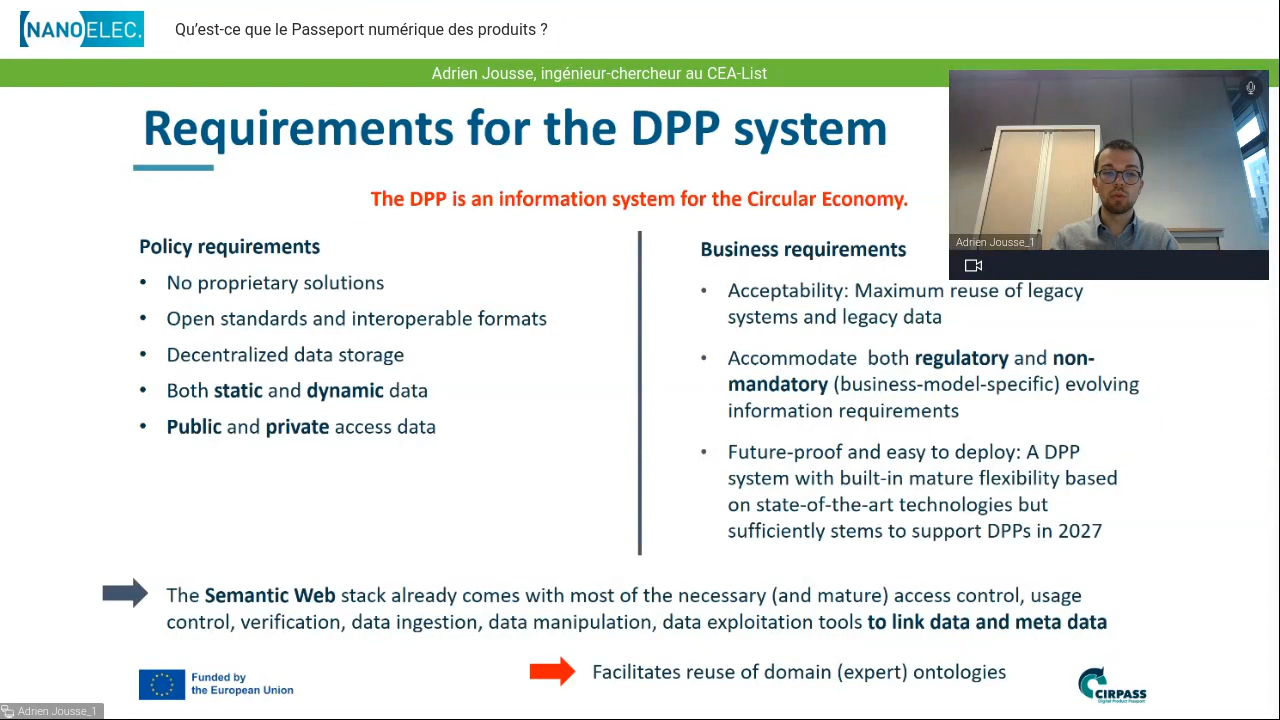 NANOELEC.
Qu'est-ce que le Passeport numérique des produits ?
Adrien Jousse, ingénieur-chercheur au CEA-List
Requirements for the DPP system
The DPP is an information system for the Circular Economy.
Policy requirements
• No proprietary solutions
• Open standards and interoperable formats
• Decentralized data storage
• Both static and dynamic data
• Public and private access data
Adrien Jousse_1
Business requirements
• Acceptability: Maximum reuse of legacy
systems and legacy data
• Accommodate both regulatory and non-
mandatory (business-model-specific) evolving
information requirements
• Future-proof and easy to deploy: A DPP
system with built-in mature flexibility based
on state-of-the-art technologies but
sufficiently stems to support DPPs in 2027
The Semantic Web stack already comes with most of the necessary (and mature) access control, usage
control, verification, data ingestion, data manipulation, data exploitation tools to link data and meta data
Facilitates reuse of domain (expert) ontologies
Funded by
the European Union
CIRPASS
Digital Product Passport
Adrien Jousse_1